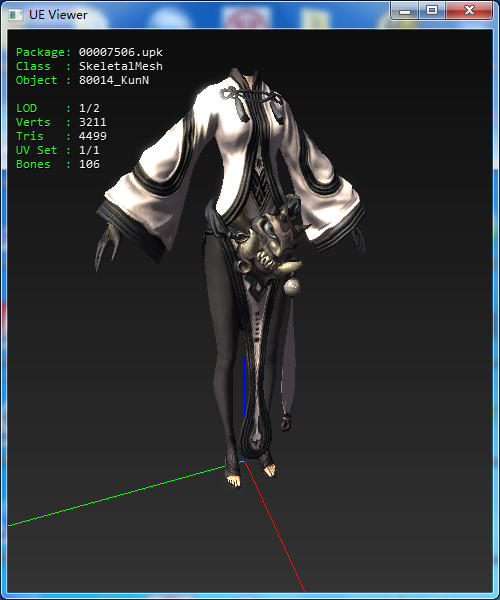 UE Viewer
Package: 00007506.upk
Class : SkeletalMesh
Object : 80014_KunN
LOD : 1/2
Verts : 3211
Tris : 4499
UV Set : 1/1
Bones : 106